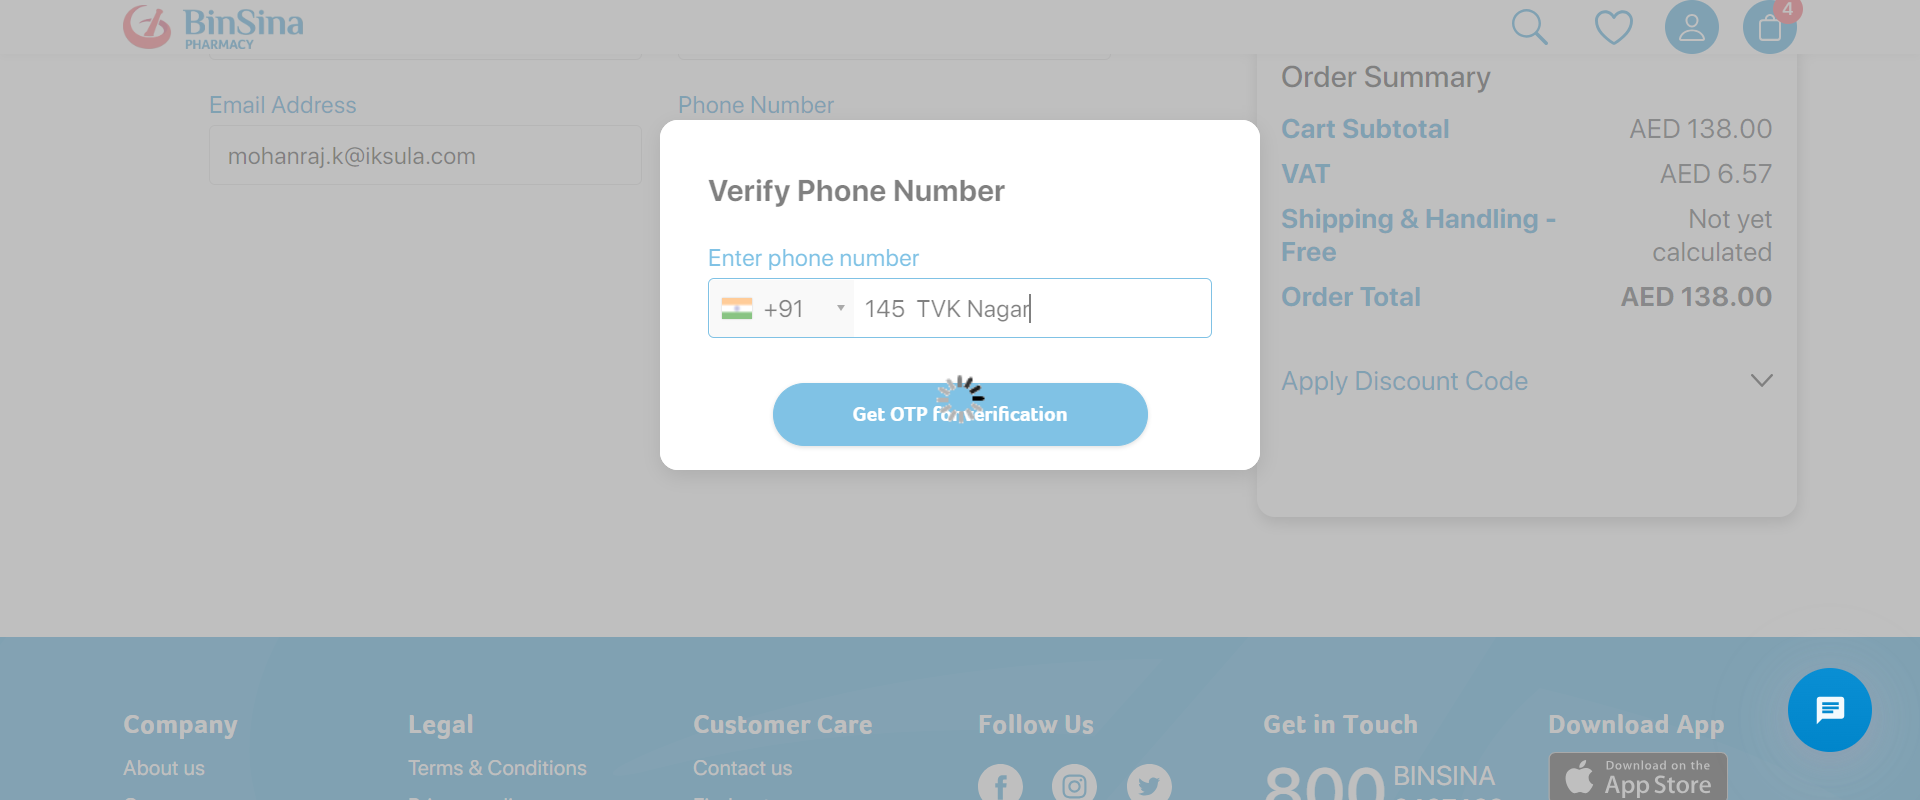 BinSina
PHARMACY
4
Email Address
Phone Number
mohanraj.k@iksula.com
Order Summary
Cart Subtotal AED 138.00
VAT AED 6.57
Shipping & Handling - Free Not yet calculated
Order Total AED 138.00
Apply Discount Code
Verify Phone Number
Enter phone number
+91 145 TVK Nagar
Get OTP for verification
Company
About us
Legal
Terms & Conditions
Customer Care
Contact us
Follow Us
Get in Touch
800 BINSINA
Download App
Download on the
App Store